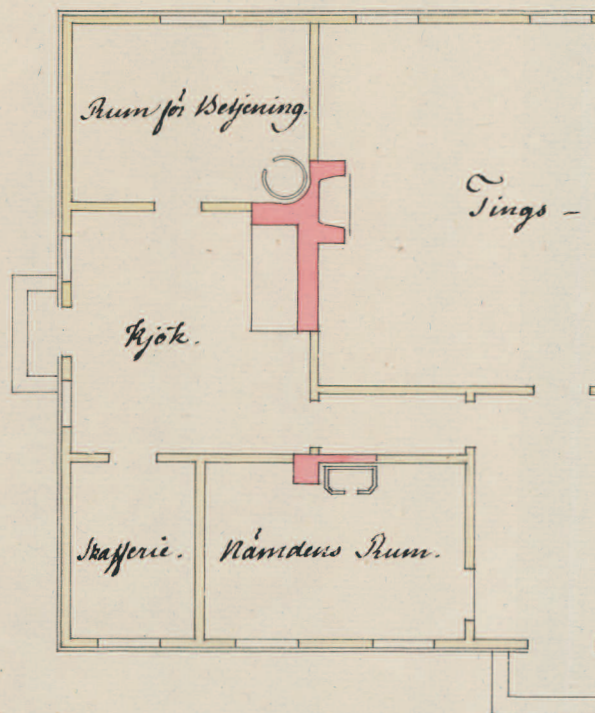 Rum för Betjening.
Tings -
Kjök.
Skafferie.
Nämdens Rum.